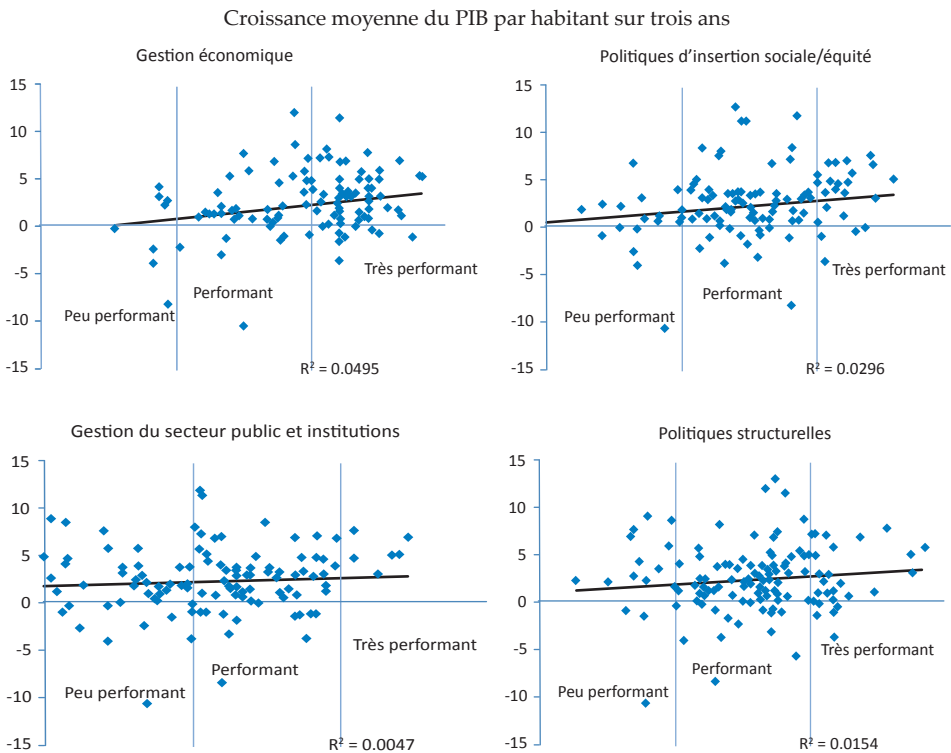 Croissance moyenne du PIB par habitant sur trois ans
Gestion économique
15
10
5
0
-5
-10
-15
Peu performant
Performant
Très performant
R² = 0.0495
Politiques d'insertion sociale/équité
15
10
5
0
-5
-10
-15
Peu performant
Performant
Très performant
R² = 0.0296
Gestion du secteur public et institutions
15
10
5
0
-5
-10
-15
Peu performant
Performant
Très performant
R² = 0.0047
Politiques structurelles
15
10
5
0
-5
-10
-15
Peu performant
Performant
Très performant
R² = 0.0154